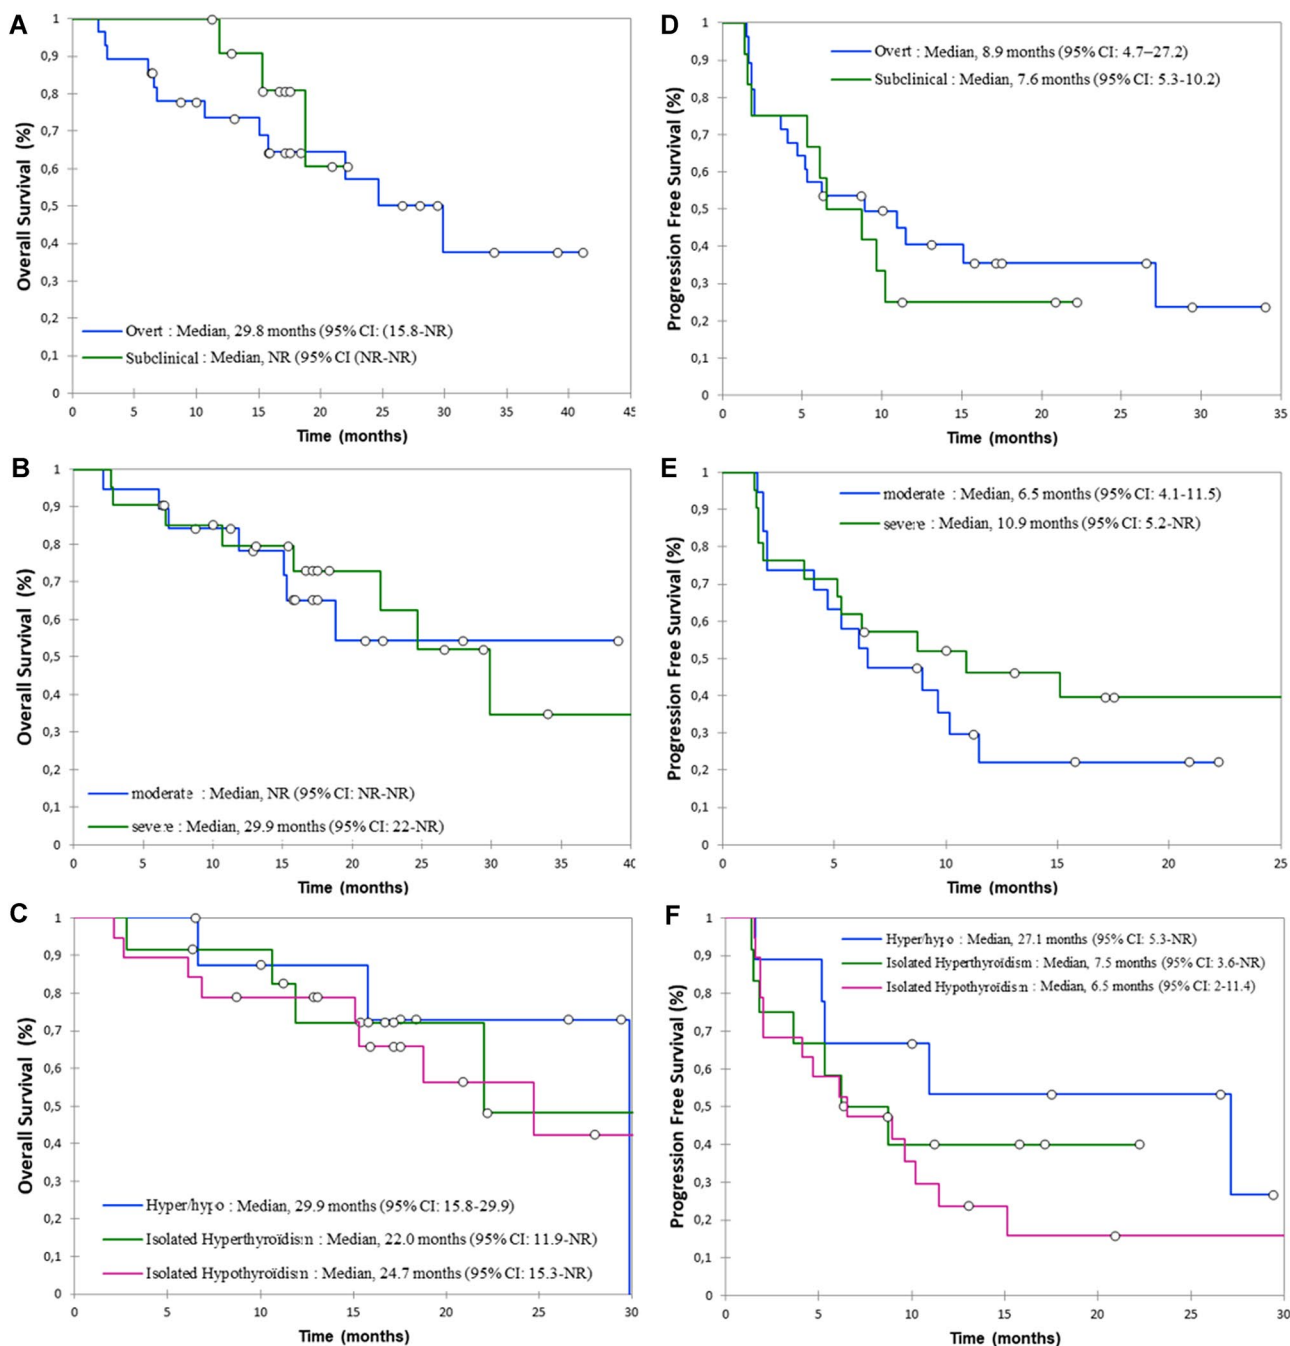 A
Overall Survival (%)
1
0,9
0,8
0,7
0,6
0,5
0,4
0,3
0,2
0,1
0
Overt : Median, 29.8 months (95% CI: (15.8-NR)
Subclinical : Median, NR (95% CI (NR-NR)
0 5 10 15 20 25 30 35 40 45
Time (months)
D
Progression Free Survival (%)
1
0,9
0,8
0,7
0,6
0,5
0,4
0,3
0,2
0,1
0
Overt : Median, 8.9 months (95% CI: 4.7–27.2)
Subclinical : Median, 7.6 months (95% CI: 5.3-10.2)
0 5 10 15 20 25 30 35
Time (months)
B
Overall Survival (%)
1
0,9
0,8
0,7
0,6
0,5
0,4
0,3
0,2
0,1
0
moderate : Median, NR (95% CI: NR-NR)
severe : Median, 29.9 months (95% CI: 22-NR)
0 5 10 15 20 25 30 35 40
Time (months)
E
Progression Free Survival (%)
1
0,9
0,8
0,7
0,6
0,5
0,4
0,3
0,2
0,1
0
moderate : Median, 6.5 months (95% CI: 4.1-11.5)
severe : Median, 10.9 months (95% CI: 5.2-NR)
0 5 10 15 20 25
Time (months)
C
Overall Survival (%)
1
0,9
0,8
0,7
0,6
0,5
0,4
0,3
0,2
0,1
0
Hyper/hypo : Median, 29.9 months (95% CI: 15.8-29.9)
Isolated Hyperthyroïdism : Median, 22.0 months (95% CI: 11.9-NR)
Isolated Hypothyroïdism : Median, 24.7 months (95% CI: 15.3-NR)
0 5 10 15 20 25 30
Time (months)
F
Progression Free Survival (%)
1
0,9
0,8
0,7
0,6
0,5
0,4
0,3
0,2
0,1
0
Hyper/hypo : Median, 27.1 months (95% CI: 5.3-NR)
Isolated Hyperthyroïdism : Median, 7.5 months (95% CI: 3.6-NR)
Isolated Hypothyroïdism : Median, 6.5 months (95% CI: 2-11.4)
0 5 10 15 20 25 30
Time (months)